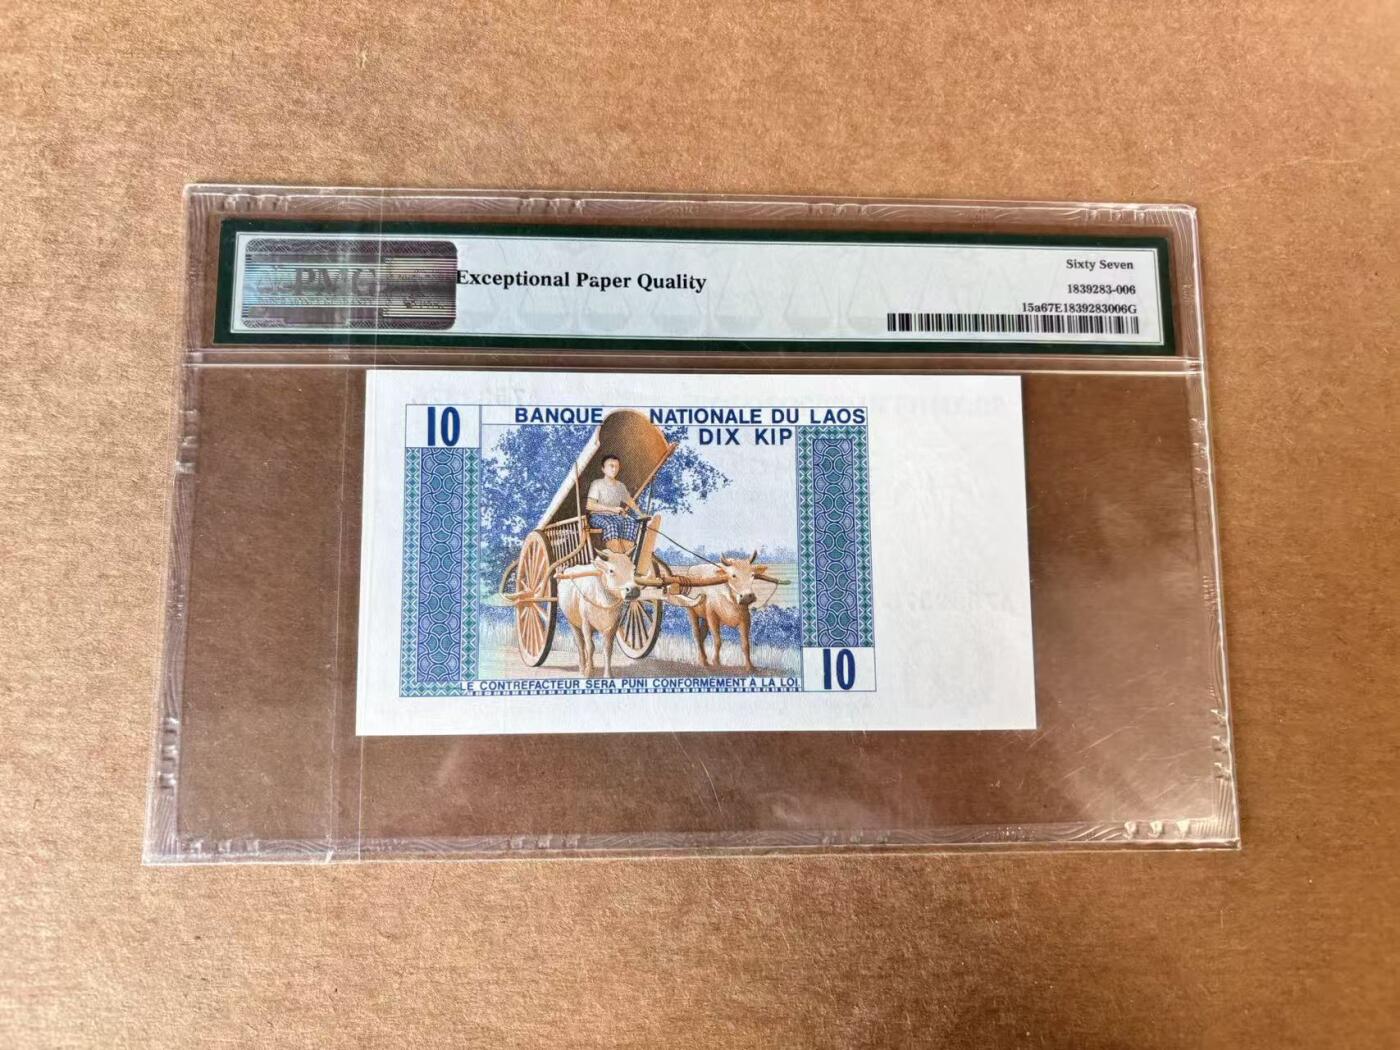 PMG
Exceptional Paper Quality
Sixty Seven
1839283-006
15a67E1839283006G
10
BANQUE NATIONALE DU LAOS
DIX KIP
LE CONTREFACTEUR SERA PUNI CONFORMÉMENT A LA LOI
10